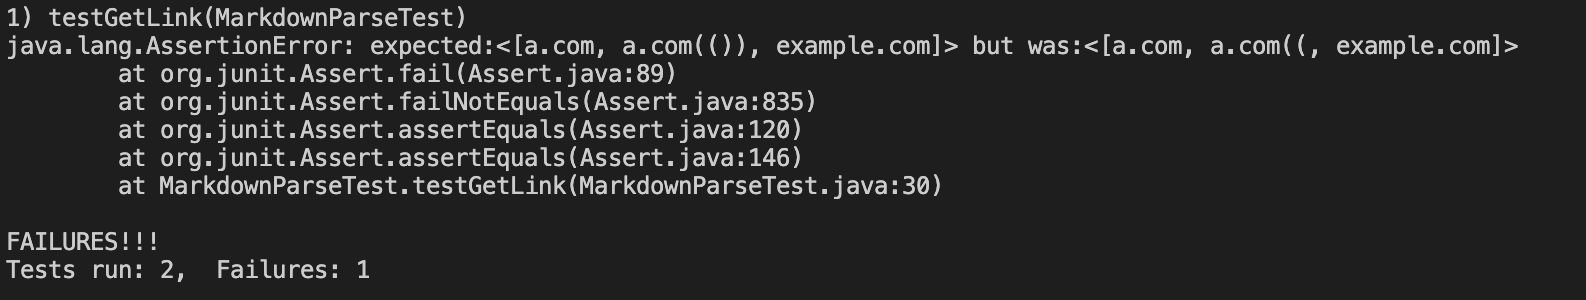 1) testGetLink(MarkdownParseTest)
java.lang.AssertionError: expected:<[a.com, a.com(()), example.com]> but was:<[a.com, a.com((, example.com]>
at org.junit.Assert.fail(Assert.java:89)
at org.junit.Assert.failNotEquals(Assert.java:835)
at org.junit.Assert.assertEquals(Assert.java:120)
at org.junit.Assert.assertEquals(Assert.java:146)
at MarkdownParseTest.testGetLink(MarkdownParseTest.java:30)
FAILURES!!!
Tests run: 2,  Failures: 1